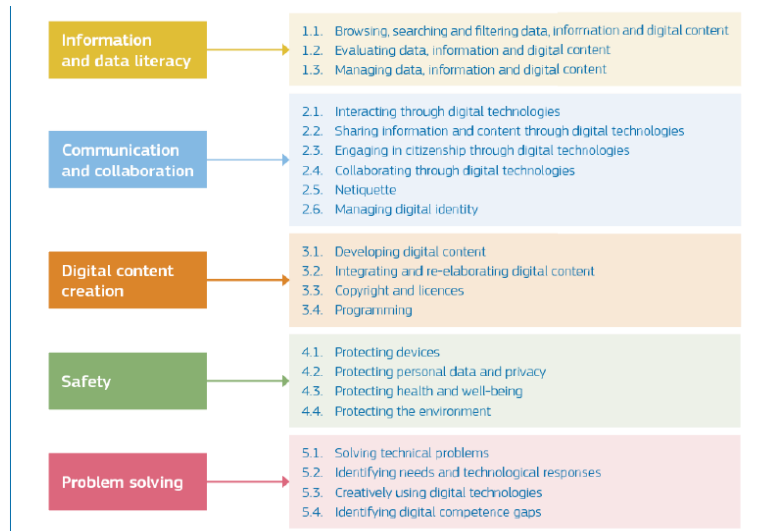 Information
and data literacy
1.1. Browsing, searching and filtering data, information and digital content
1.2. Evaluating data, information and digital content
1.3. Managing data, information and digital content
Communication
and collaboration
2.1. Interacting through digital technologies
2.2. Sharing information and content through digital technologies
2.3. Engaging in citizenship through digital technologies
2.4. Collaborating through digital technologies
2.5. Netiquette
2.6. Managing digital identity
Digital content
creation
3.1. Developing digital content
3.2. Integrating and re-elaborating digital content
3.3. Copyright and licences
3.4. Programming
Safety
4.1. Protecting devices
4.2. Protecting personal data and privacy
4.3. Protecting health and well-being
4.4. Protecting the environment
Problem solving
5.1. Solving technical problems
5.2. Identifying needs and technological responses
5.3. Creatively using digital technologies
5.4. Identifying digital competence gaps